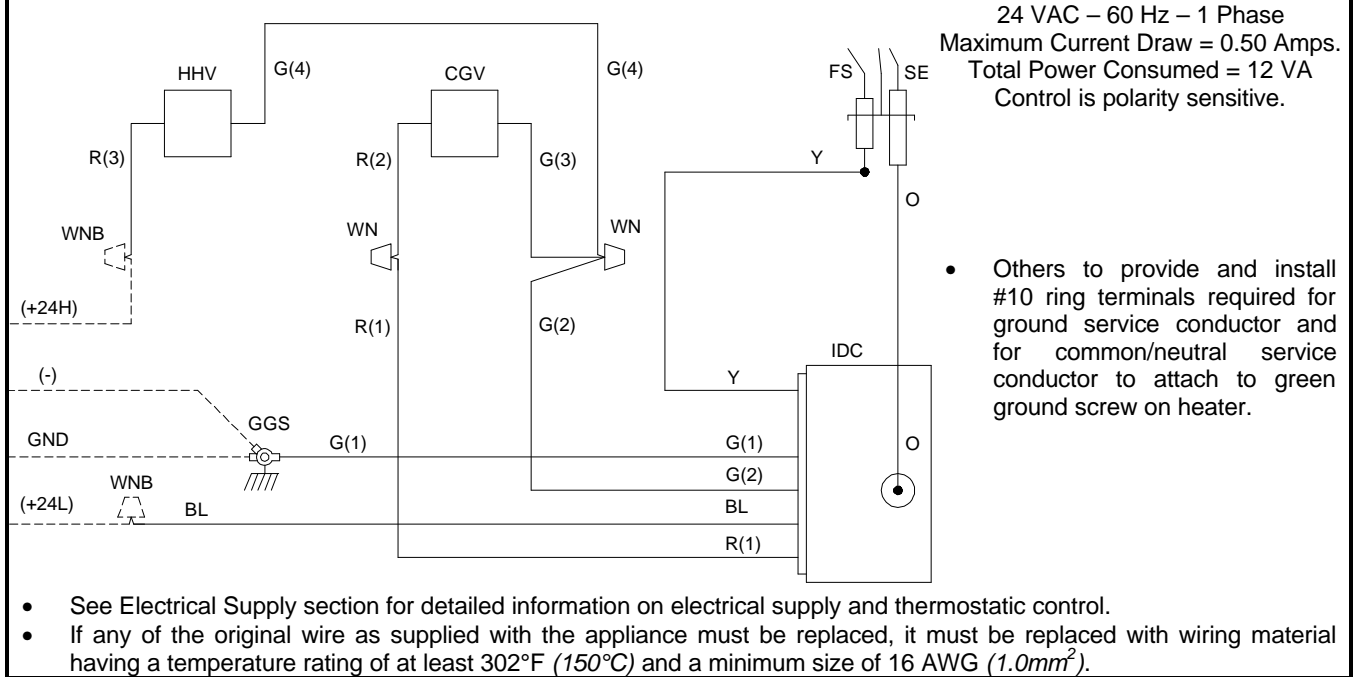 24 VAC – 60 Hz – 1 Phase
Maximum Current Draw = 0.50 Amps.
Total Power Consumed = 12 VA
Control is polarity sensitive.
HHV
G(4)
CGV
G(4)
FS
SE
R(3)
R(2)
G(3)
Y
O
WNB
WN
WN
(+24H)
R(1)
G(2)
• Others to provide and install
#10 ring terminals required for
ground service conductor and
for common/neutral service
conductor to attach to green
ground screw on heater.
IDC
(-)
Y
GGS
GND
G(1)
G(1)
O
G(2)
WNB
(+24L)
BL
BL
R(1)
• See Electrical Supply section for detailed information on electrical supply and thermostatic control.
• If any of the original wire as supplied with the appliance must be replaced, it must be replaced with wiring material
having a temperature rating of at least 302°F (150°C) and a minimum size of 16 AWG (1.0mm²).